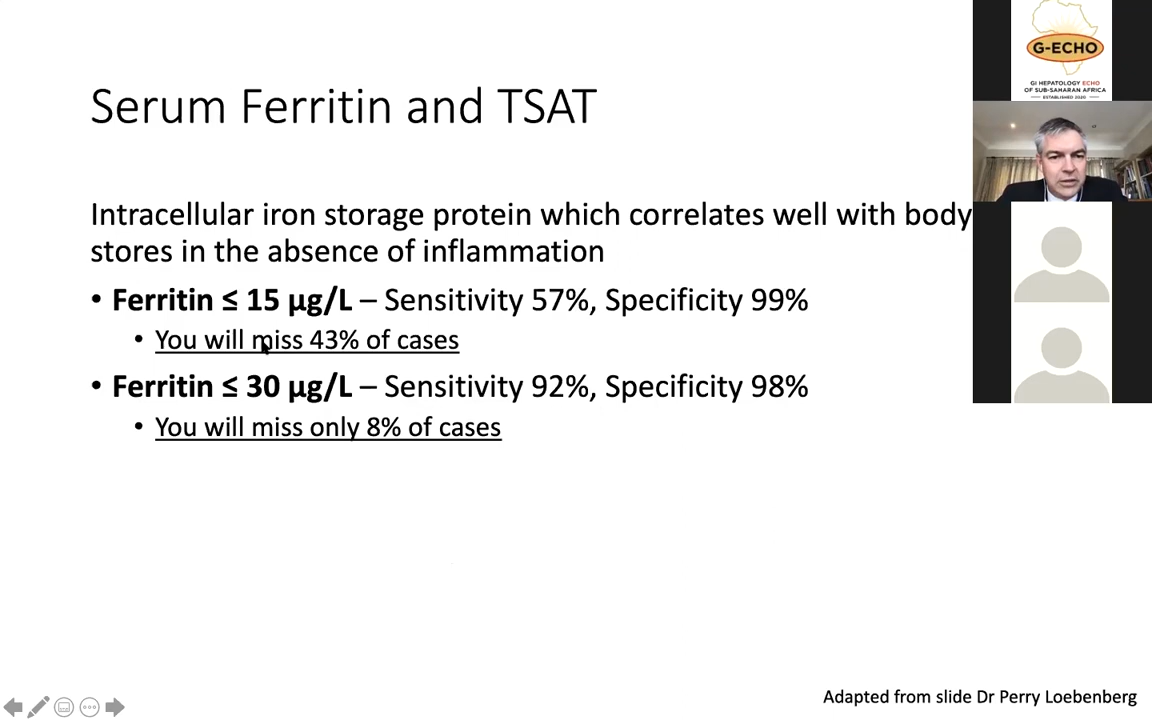 G-ECHO
GI HEPATOLOGY ECHO
OF SUB-SAHARAN AFRICA
ESTABLISHED 2020
Serum Ferritin and TSAT
Intracellular iron storage protein which correlates well with body
stores in the absence of inflammation
• Ferritin ≤ 15 µg/L – Sensitivity 57%, Specificity 99%
• You will miss 43% of cases
• Ferritin ≤ 30 µg/L – Sensitivity 92%, Specificity 98%
• You will miss only 8% of cases
Adapted from slide Dr Perry Loebenberg